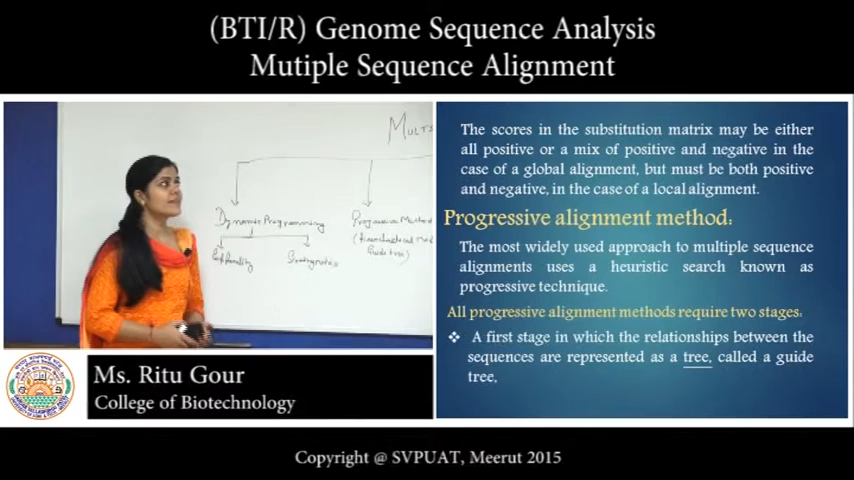 (BTI/R) Genome Sequence Analysis
Mutiple Sequence Alignment
Dynamic Programming
Progressive Method
Guide tree)
The scores in the substitution matrix may be either
all positive or a mix of positive and negative in the
case of a global alignment, but must be both positive
and negative, in the case of a local alignment.
Progressive alignment method:
The most widely used approach to multiple sequence
alignments uses a heuristic search known as
progressive technique.
All progressive alignment methods require two stages:
❖ A first stage in which the relationships between the
sequences are represented as a tree, called a guide
tree,
Ms. Ritu Gour
College of Biotechnology
Copyright @ SVPUAT, Meerut 2015